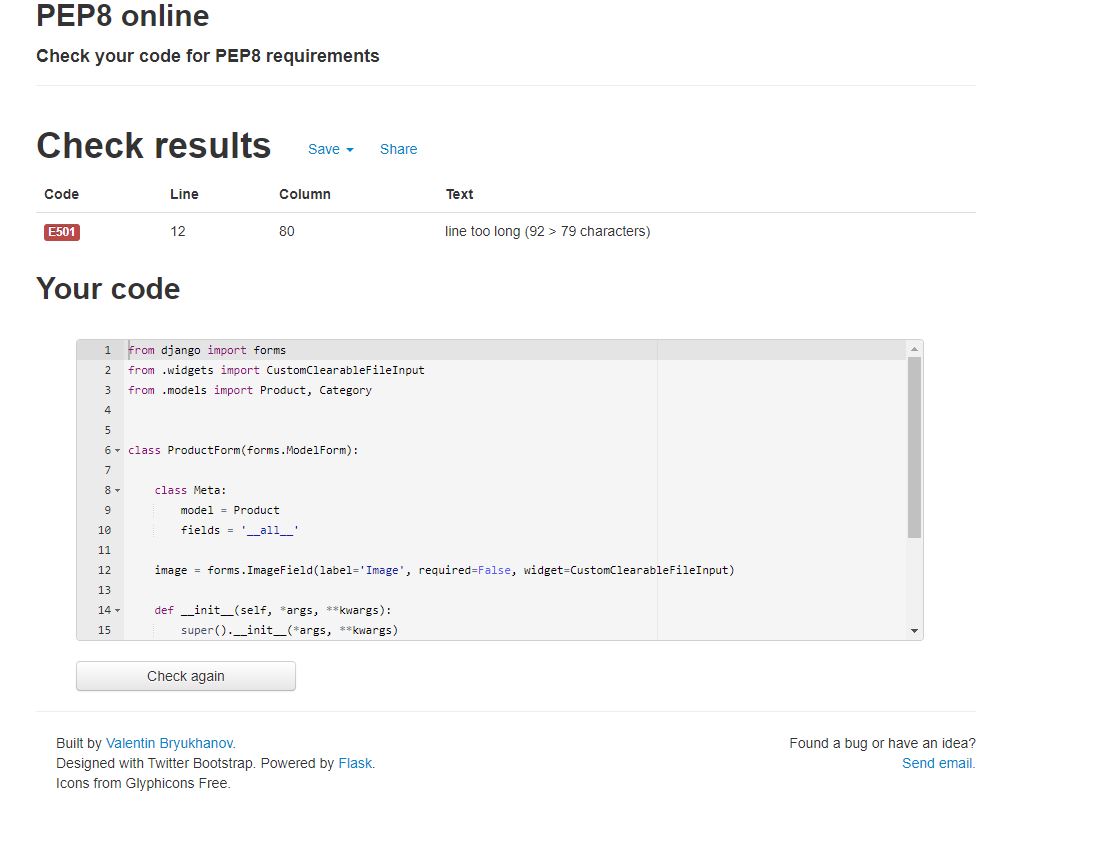 PEP8 online
Check your code for PEP8 requirements
Check results Save Share
Code Line Column Text
E501 12 80 line too long (92 > 79 characters)
Your code
1 from django import forms
2 from .widgets import CustomClearableFileInput
3 from .models import Product, Category
4
5
6 class ProductForm(forms.ModelForm):
7
8     class Meta:
9         model = Product
10         fields = '__all__'
11
12     image = forms.ImageField(label='Image', required=False, widget=CustomClearableFileInput)
13
14     def __init__(self, *args, **kwargs):
15         super().__init__(*args, **kwargs)
Check again
Built by Valentin Bryukhanov. Found a bug or have an idea?
Designed with Twitter Bootstrap. Powered by Flask. Send email.
Icons from Glyphicons Free.